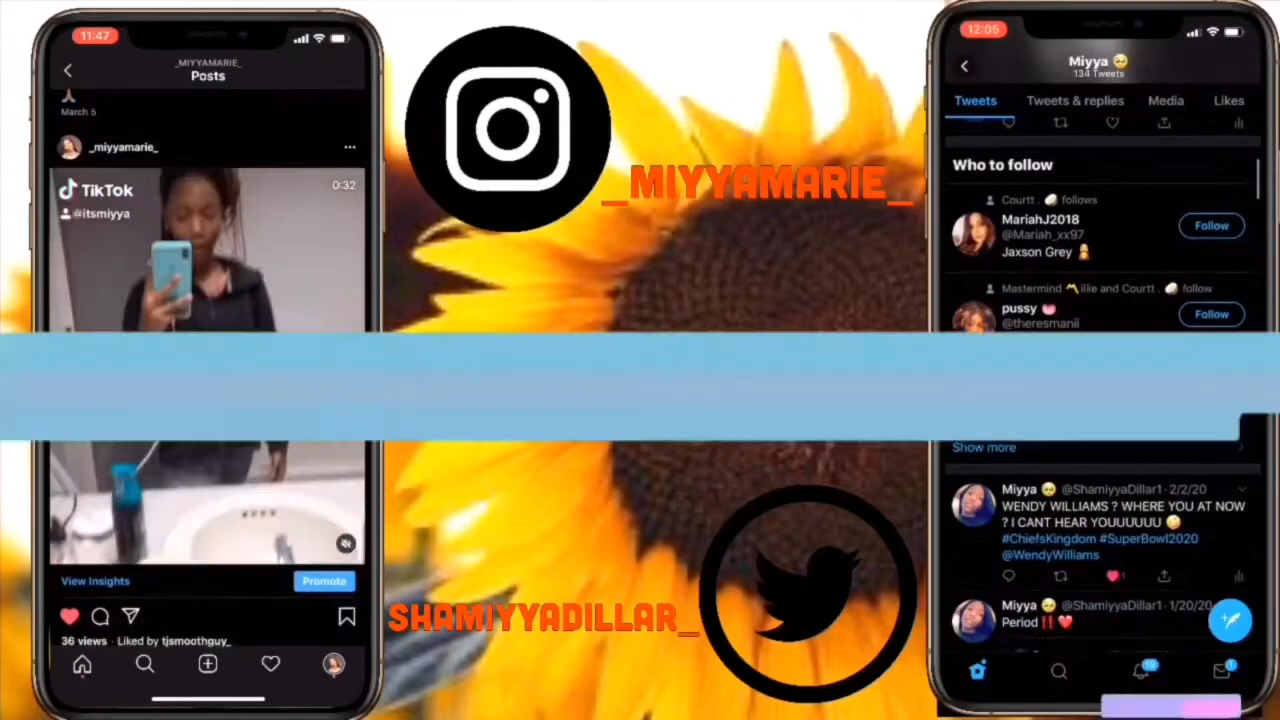 11:47
_MIYYAMARIE_
Posts
March 5
_miyyamarie_
TikTok
@itsmiyya
0:32
View Insights
Promote
36 views · Liked by tjsmoothguy_
_MIYYAMARIE_
SHAMIYYADILLAR_
12:05
Miyya 🥺
134 Tweets
Tweets
Tweets & replies
Media
Likes
Who to follow
Courtt . 🥥 follows
MariahJ2018
@Mariah_xx97
Jaxson Grey
Follow
Mastermind 〽️illie and Courtt . 🥥 follow
pussy 👅
@theresmanii
Follow
Show more
Miyya 🥺 @ShamiyyaDillar1 · 2/2/20
WENDY WILLIAMS ? WHERE YOU AT NOW
? I CANT HEAR YOUUUUUU
#ChiefsKingdom #SuperBowl2020
@WendyWilliams
1
Miyya 🥺 @ShamiyyaDillar1 · 1/20/20
Period ‼️ ❤️
19
1